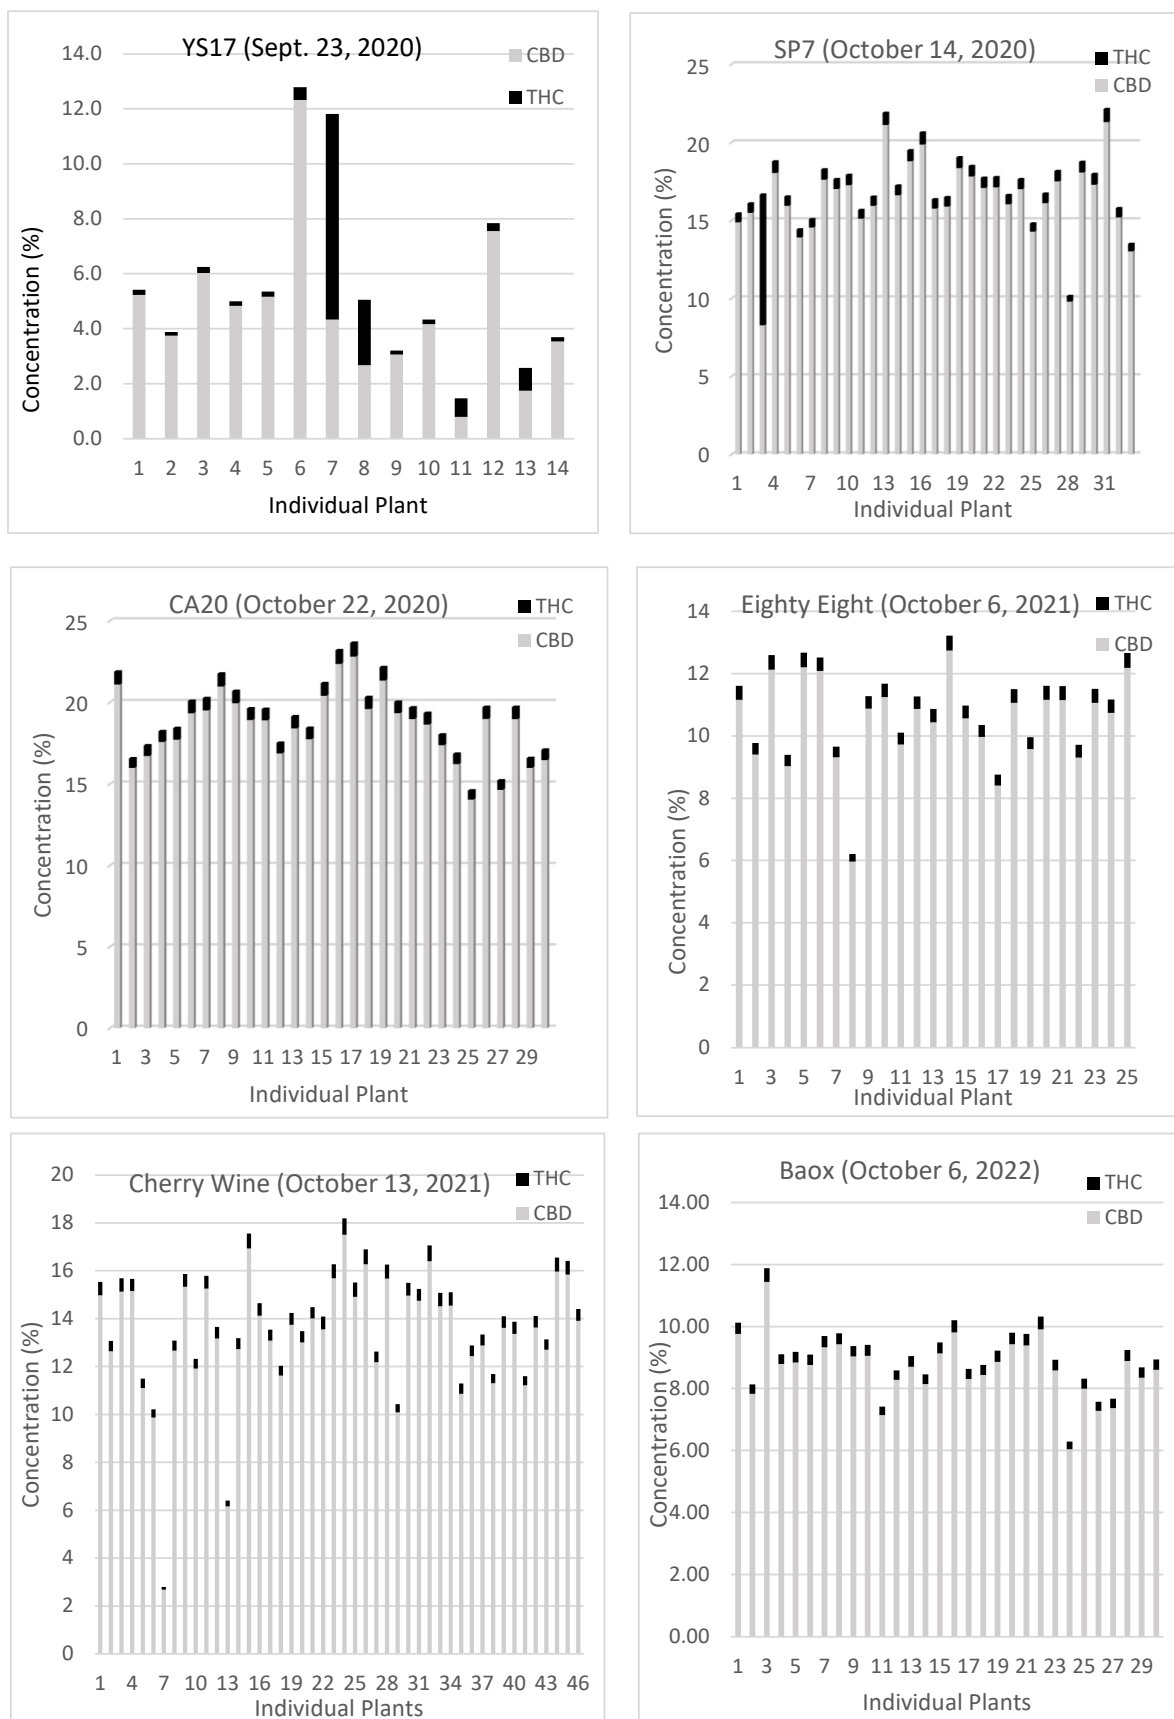 YS17 (Sept. 23, 2020)
CBD
THC
14.0
12.0
10.0
8.0
6.0
4.0
2.0
0.0
Concentration (%)
1 2 3 4 5 6 7 8 9 10 11 12 13 14
Individual Plant
SP7 (October 14, 2020)
THC
CBD
25
20
15
10
5
0
Concentration (%)
1 4 7 10 13 16 19 22 25 28 31
Individual Plant
CA20 (October 22, 2020)
THC
CBD
25
20
15
10
5
0
Concentration (%)
1 3 5 7 9 11 13 15 17 19 21 23 25 27 29
Individual Plant
Eighty Eight (October 6, 2021)
THC
CBD
14
12
10
8
6
4
2
0
Concentration (%)
1 3 5 7 9 11 13 15 17 19 21 23 25
Individual Plant
Cherry Wine (October 13, 2021)
THC
CBD
20
18
16
14
12
10
8
6
4
2
0
Concentration (%)
1 4 7 10 13 16 19 22 25 28 31 34 37 40 43 46
Individual Plants
Baox (October 6, 2022)
THC
CBD
14.00
12.00
10.00
8.00
6.00
4.00
2.00
0.00
Concentration (%)
1 3 5 7 9 11 13 15 17 19 21 23 25 27 29
Individual Plants